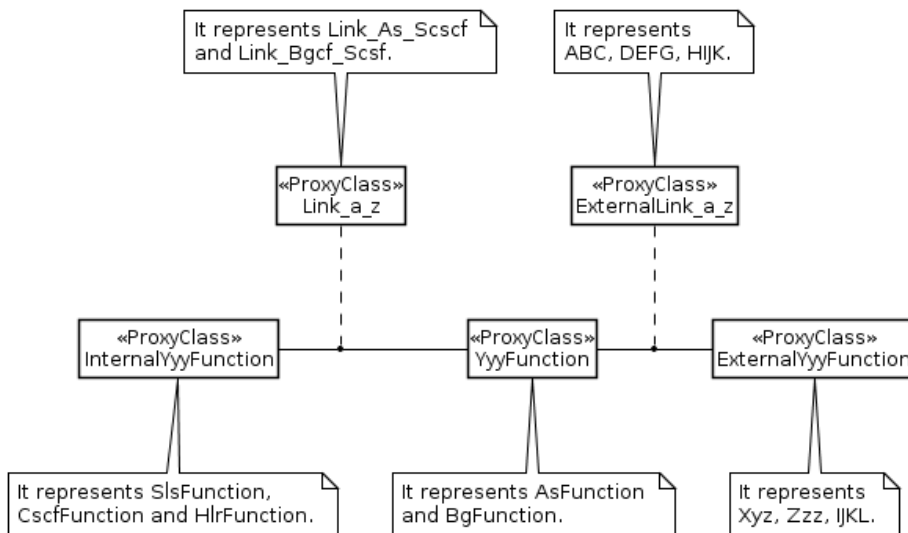 It represents Link_As_Scscf
and Link_Bgcf_Scsf.
It represents
ABC, DEFG, HIJK.
«ProxyClass»
Link_a_z
«ProxyClass»
ExternalLink_a_z
«ProxyClass»
InternalYyyFunction
«ProxyClass»
YyyFunction
«ProxyClass»
ExternalYyyFunction
It represents SlsFunction,
CscfFunction and HlrFunction.
It represents AsFunction
and BgFunction.
It represents
Xyz, Zzz, IJKL.